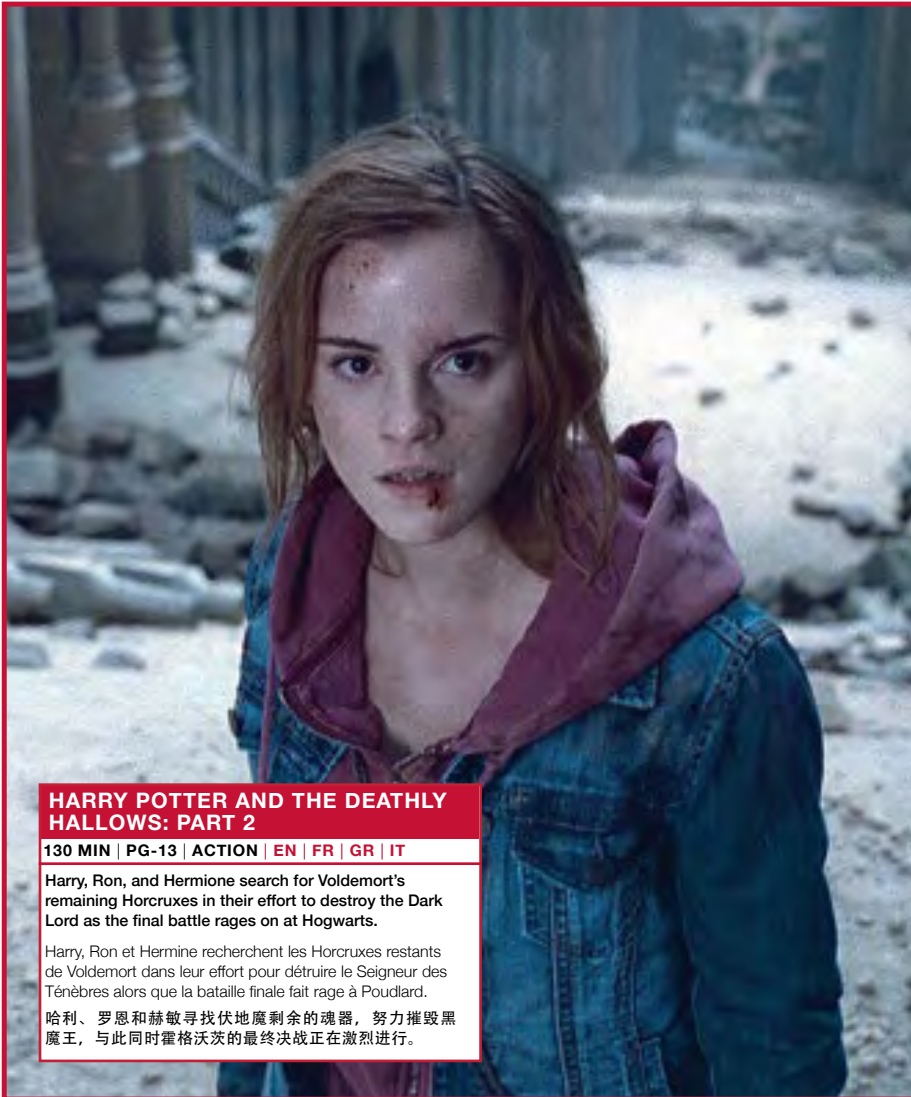 HARRY POTTER AND THE DEATHLY
HALLOWS: PART 2
130 MIN | PG-13 | ACTION | EN | FR | GR | IT
Harry, Ron, and Hermione search for Voldemort's
remaining Horcruxes in their effort to destroy the Dark
Lord as the final battle rages on at Hogwarts.
Harry, Ron et Hermine recherchent les Horcruxes restants
de Voldemort dans leur effort pour détruire le Seigneur des
Ténèbres alors que la bataille finale fait rage à Poudlard.
哈利、罗恩和赫敏寻找伏地魔剩余的魂器，努力摧毁黑
魔王，与此同时霍格沃茨的最终决战正在激烈进行。